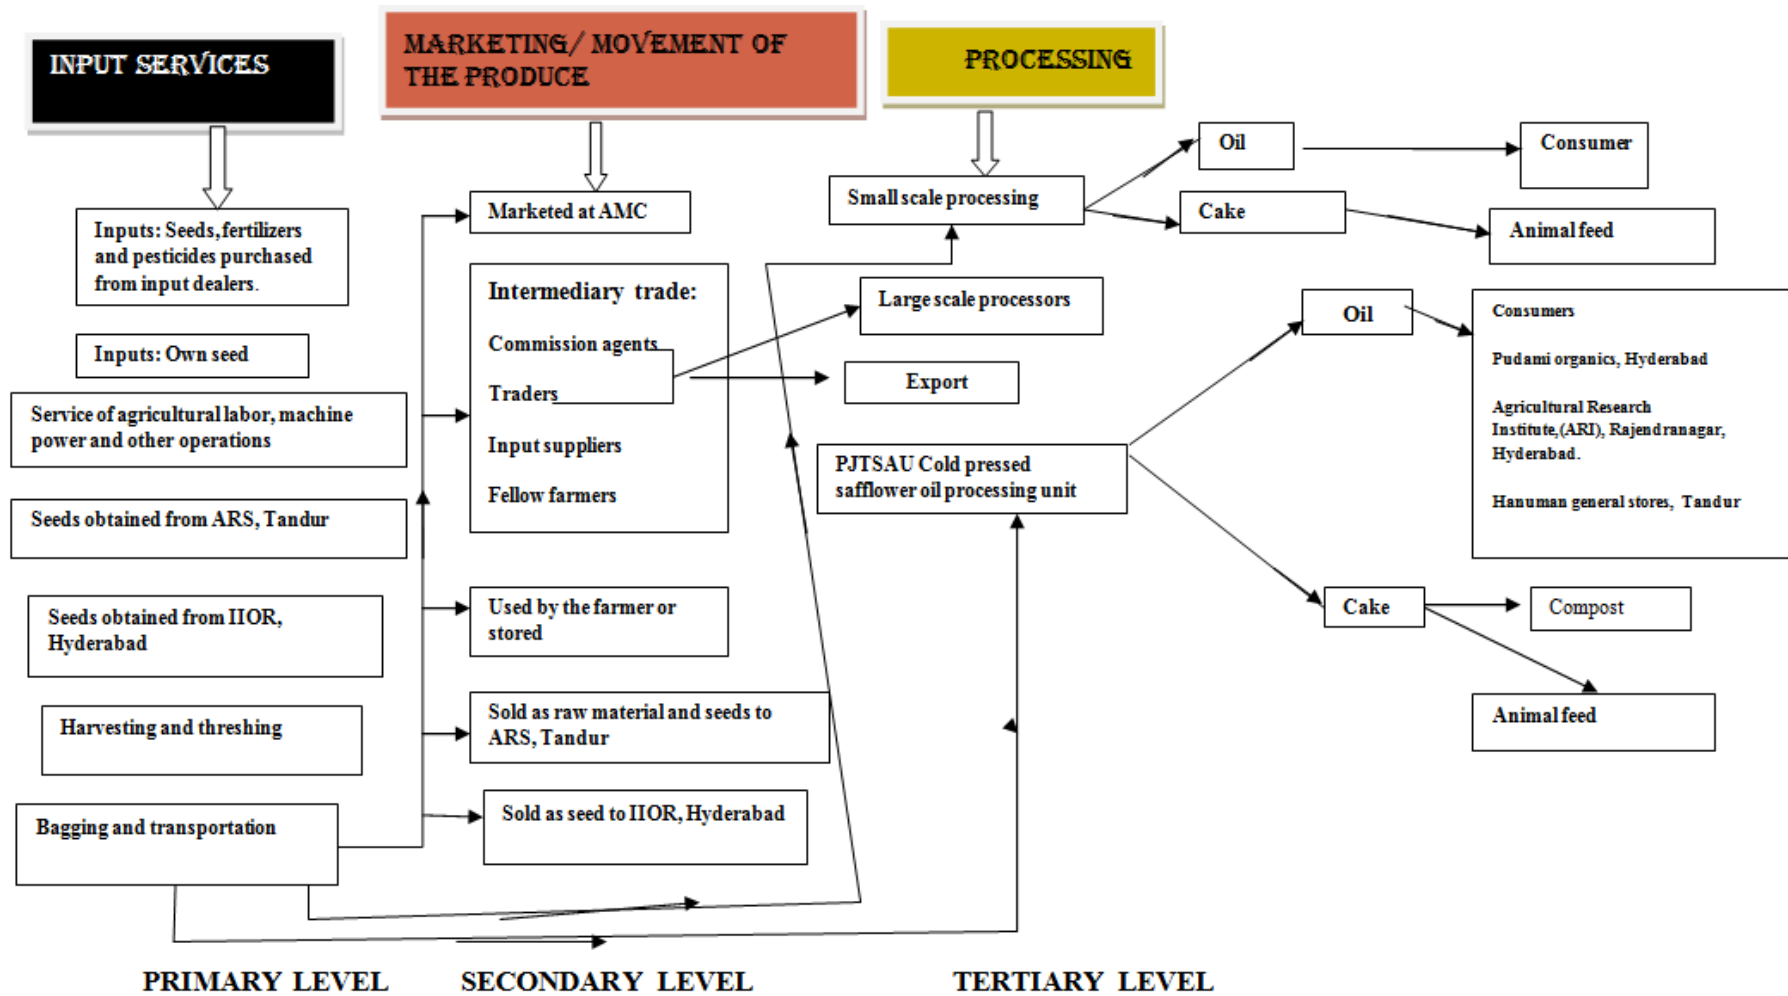 INPUT SERVICES
MARKETING/ MOVEMENT OF
THE PRODUCE
PROCESSING
Inputs: Seeds, fertilizers
and pesticides purchased
from input dealers.
Inputs: Own seed
Service of agricultural labor, machine
power and other operations
Seeds obtained from ARS, Tandur
Seeds obtained from IIOR,
Hyderabad
Harvesting and threshing
Bagging and transportation
Marketed at AMC
Intermediary trade:
Commission agents
Traders
Input suppliers
Fellow farmers
Used by the farmer or
stored
Sold as raw material and seeds to
ARS, Tandur
Sold as seed to IIOR, Hyderabad
Small scale processing
Large scale processors
Export
PJTSAU Cold pressed
safflower oil processing unit
Oil
Consumer
Cake
Animal feed
Oil
Consumers
Pudami organics, Hyderabad
Agricultural Research
Institute,(ARI), Rajendranagar,
Hyderabad.
Hanuman general stores, Tandur
Cake
Compost
Animal feed
PRIMARY LEVEL
SECONDARY LEVEL
TERTIARY LEVEL